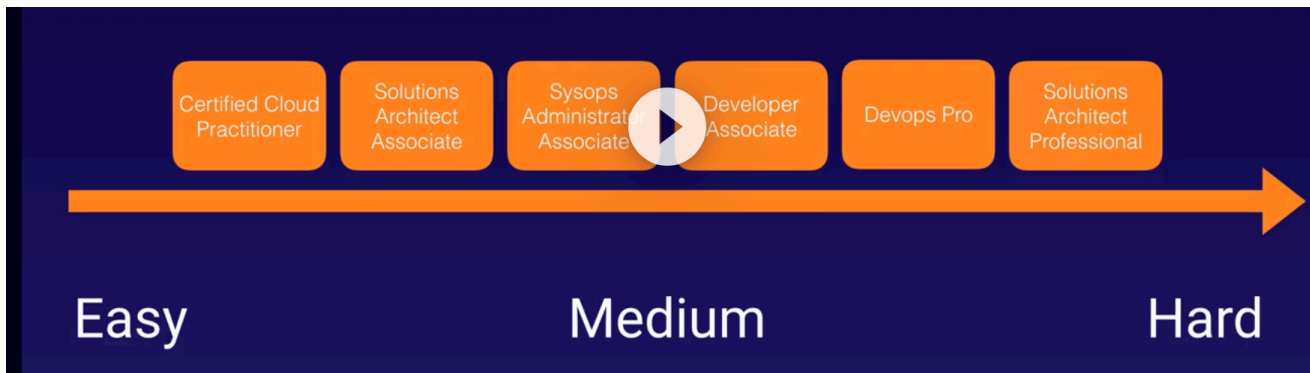 Certified Cloud
Practitioner
Solutions
Architect
Associate
Sysops
Administrator
Associate
Developer
Associate
Devops Pro
Solutions
Architect
Professional
Easy
Medium
Hard